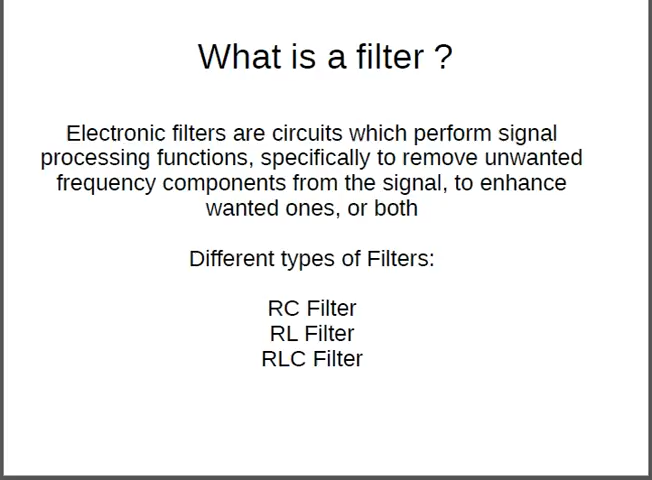 What is a filter ?
Electronic filters are circuits which perform signal
processing functions, specifically to remove unwanted
frequency components from the signal, to enhance
wanted ones, or both
Different types of Filters:
RC Filter
RL Filter
RLC Filter